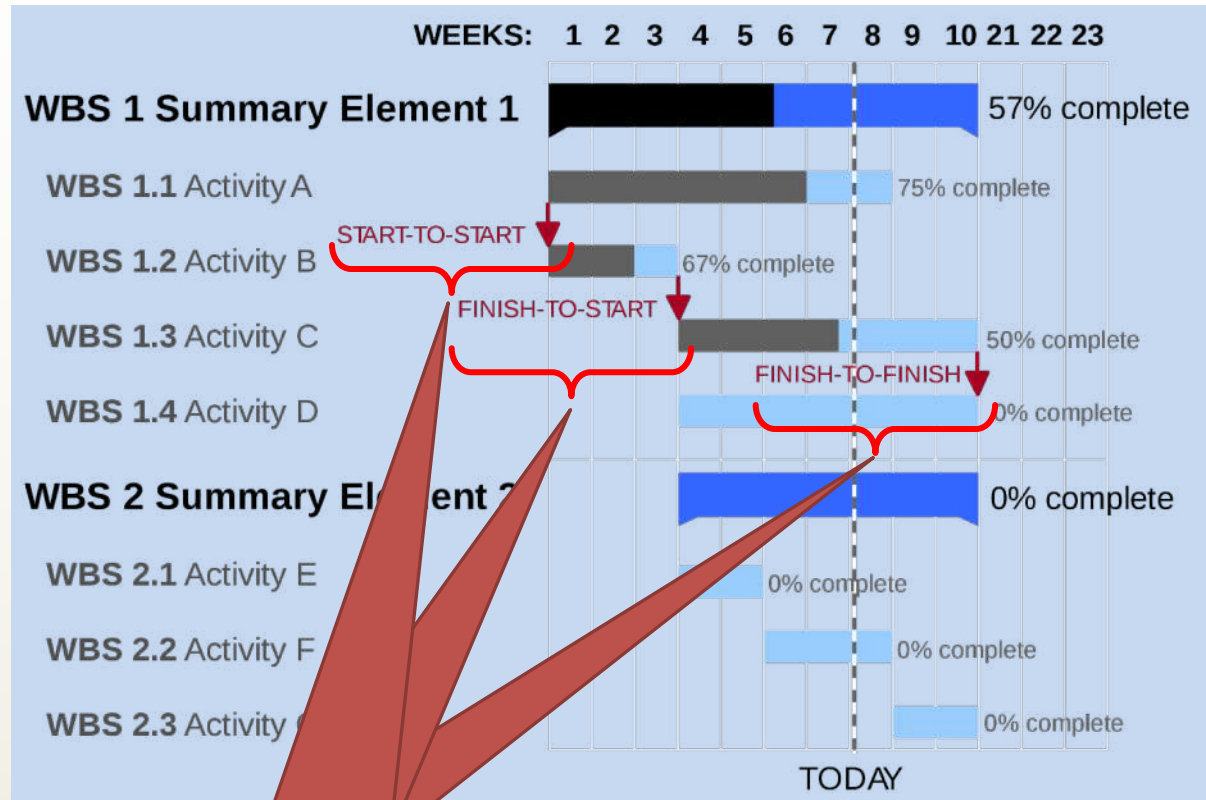 WEEKS: 1 2 3 4 5 6 7 8 9 10 21 22 23
WBS 1 Summary Element 1 57% complete
WBS 1.1 Activity A 75% complete
START-TO-START
WBS 1.2 Activity B 67% complete
FINISH-TO-START
WBS 1.3 Activity C 50% complete
FINISH-TO-FINISH
WBS 1.4 Activity D 0% complete
WBS 2 Summary 0% complete
WBS 2.1 Activity E 0% complete
WBS 2.2 Activity F 0% complete
WBS 2.3 Activity 0% complete
TODAY